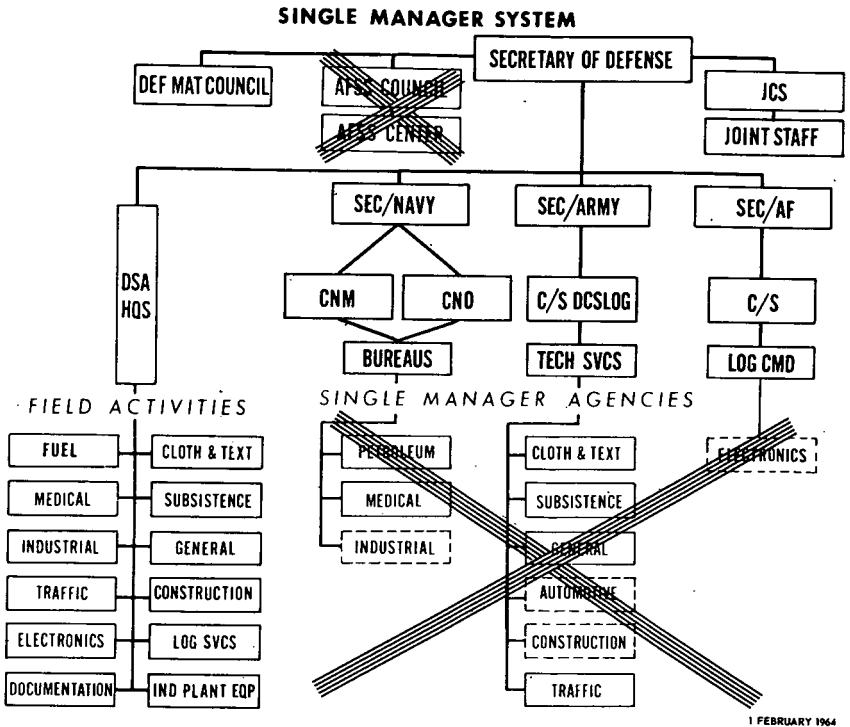 SINGLE MANAGER SYSTEM
SECRETARY OF DEFENSE
DEF MAT COUNCIL
AFSS COUNCIL
AFSS CENTER
JCS
JOINT STAFF
DSA
HQS
SEC/NAVY
SEC/ARMY
SEC/AF
CNM
CNO
C/S DCSLOG
C/S
BUREAUS
TECH SVCS
LOG CMD
FIELD ACTIVITIES
SINGLE MANAGER AGENCIES
FUEL
CLOTH & TEXT
MEDICAL
SUBSISTENCE
INDUSTRIAL
GENERAL
TRAFFIC
CONSTRUCTION
ELECTRONICS
LOG SVCS
DOCUMENTATION
IND PLANT EQP
PETROLEUM
MEDICAL
INDUSTRIAL
CLOTH & TEXT
SUBSISTENCE
GENERAL
AUTOMOTIVE
CONSTRUCTION
TRAFFIC
ELECTRONICS
1 FEBRUARY 1964